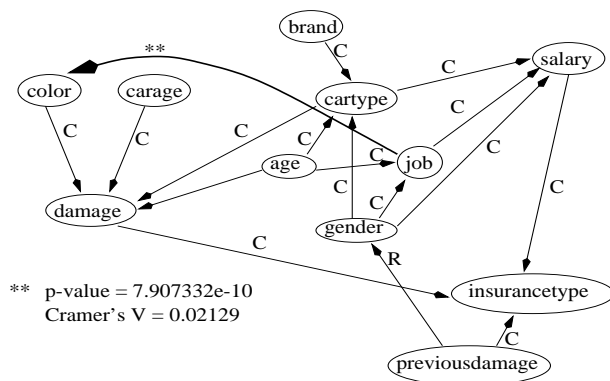 brand
**
C
salary
color
carage
cartype
C
C
C
C
C
C
age
C
job
C
C
damage
C
C
gender
C
C
R
** p-value = 7.907332e-10
insurancetype
Cramer's V = 0.02129
C
previousdamage